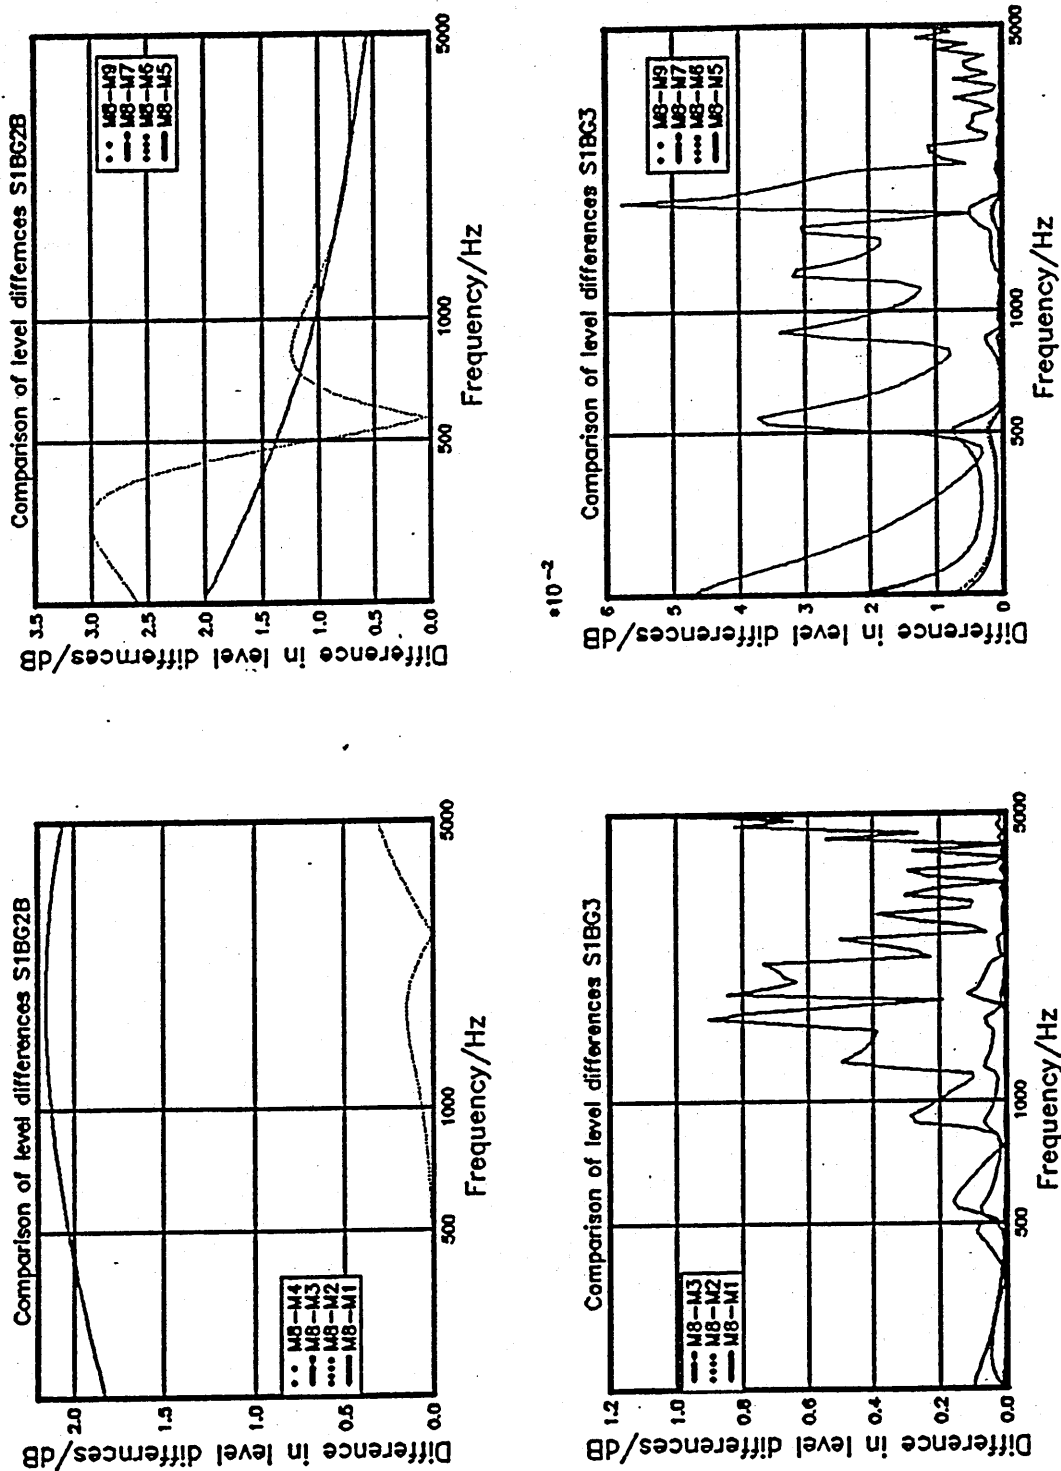 Comparison of level differences S1BG2B
2.0
1.5
1.0
0.5
0.0
Difference in level differnces/dB
M8-M4
M8-M3
M8-M2
M8-M1
500
1000
5000
Frequency/Hz
Comparison of level differnces S1BG2B
3.5
3.0
2.5
2.0
1.5
1.0
0.5
0.0
Difference in level differnces/dB
M8-M9
M8-M7
M8-M6
M8-M5
500
1000
5000
Frequency/Hz
Comparison of level differences S1BG3
1.2
1.0
0.8
0.6
0.4
0.2
0.0
Difference in level differnces/dB
M8-M3
M8-M2
M8-M1
500
1000
5000
Frequency/Hz
*10-2
Comparison of level differences S1BG3
6
5
4
3
2
1
0
Difference in level differnces/dB
M8-M9
M8-M7
M8-M6
M8-M5
500
1000
5000
Frequency/Hz